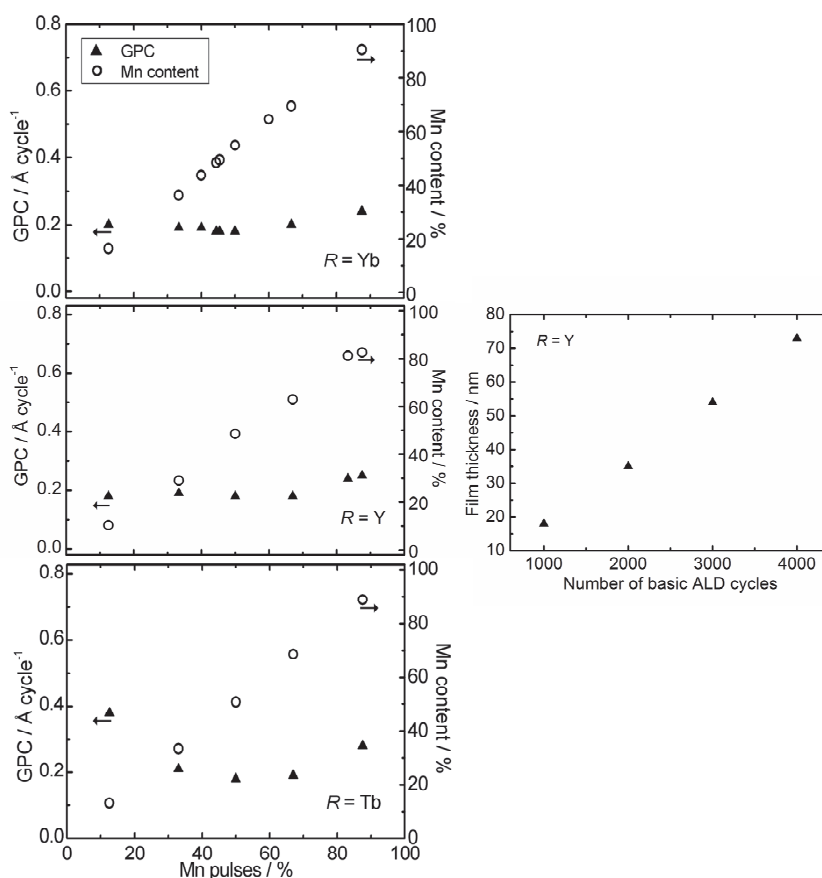 GPC
Mn content
GPC / Å cycle⁻¹
0.8
0.6
0.4
0.2
0.0
Mn content / %
100
80
60
40
20
0
R = Yb
GPC / Å cycle⁻¹
0.8
0.6
0.4
0.2
0.0
Mn content / %
100
80
60
40
20
0
R = Y
GPC / Å cycle⁻¹
0.8
0.6
0.4
0.2
0.0
Mn content / %
100
80
60
40
20
0
R = Tb
0 20 40 60 80 100
Mn pulses / %
R = Y
Film thickness / nm
80
70
60
50
40
30
20
10
1000 2000 3000 4000
Number of basic ALD cycles